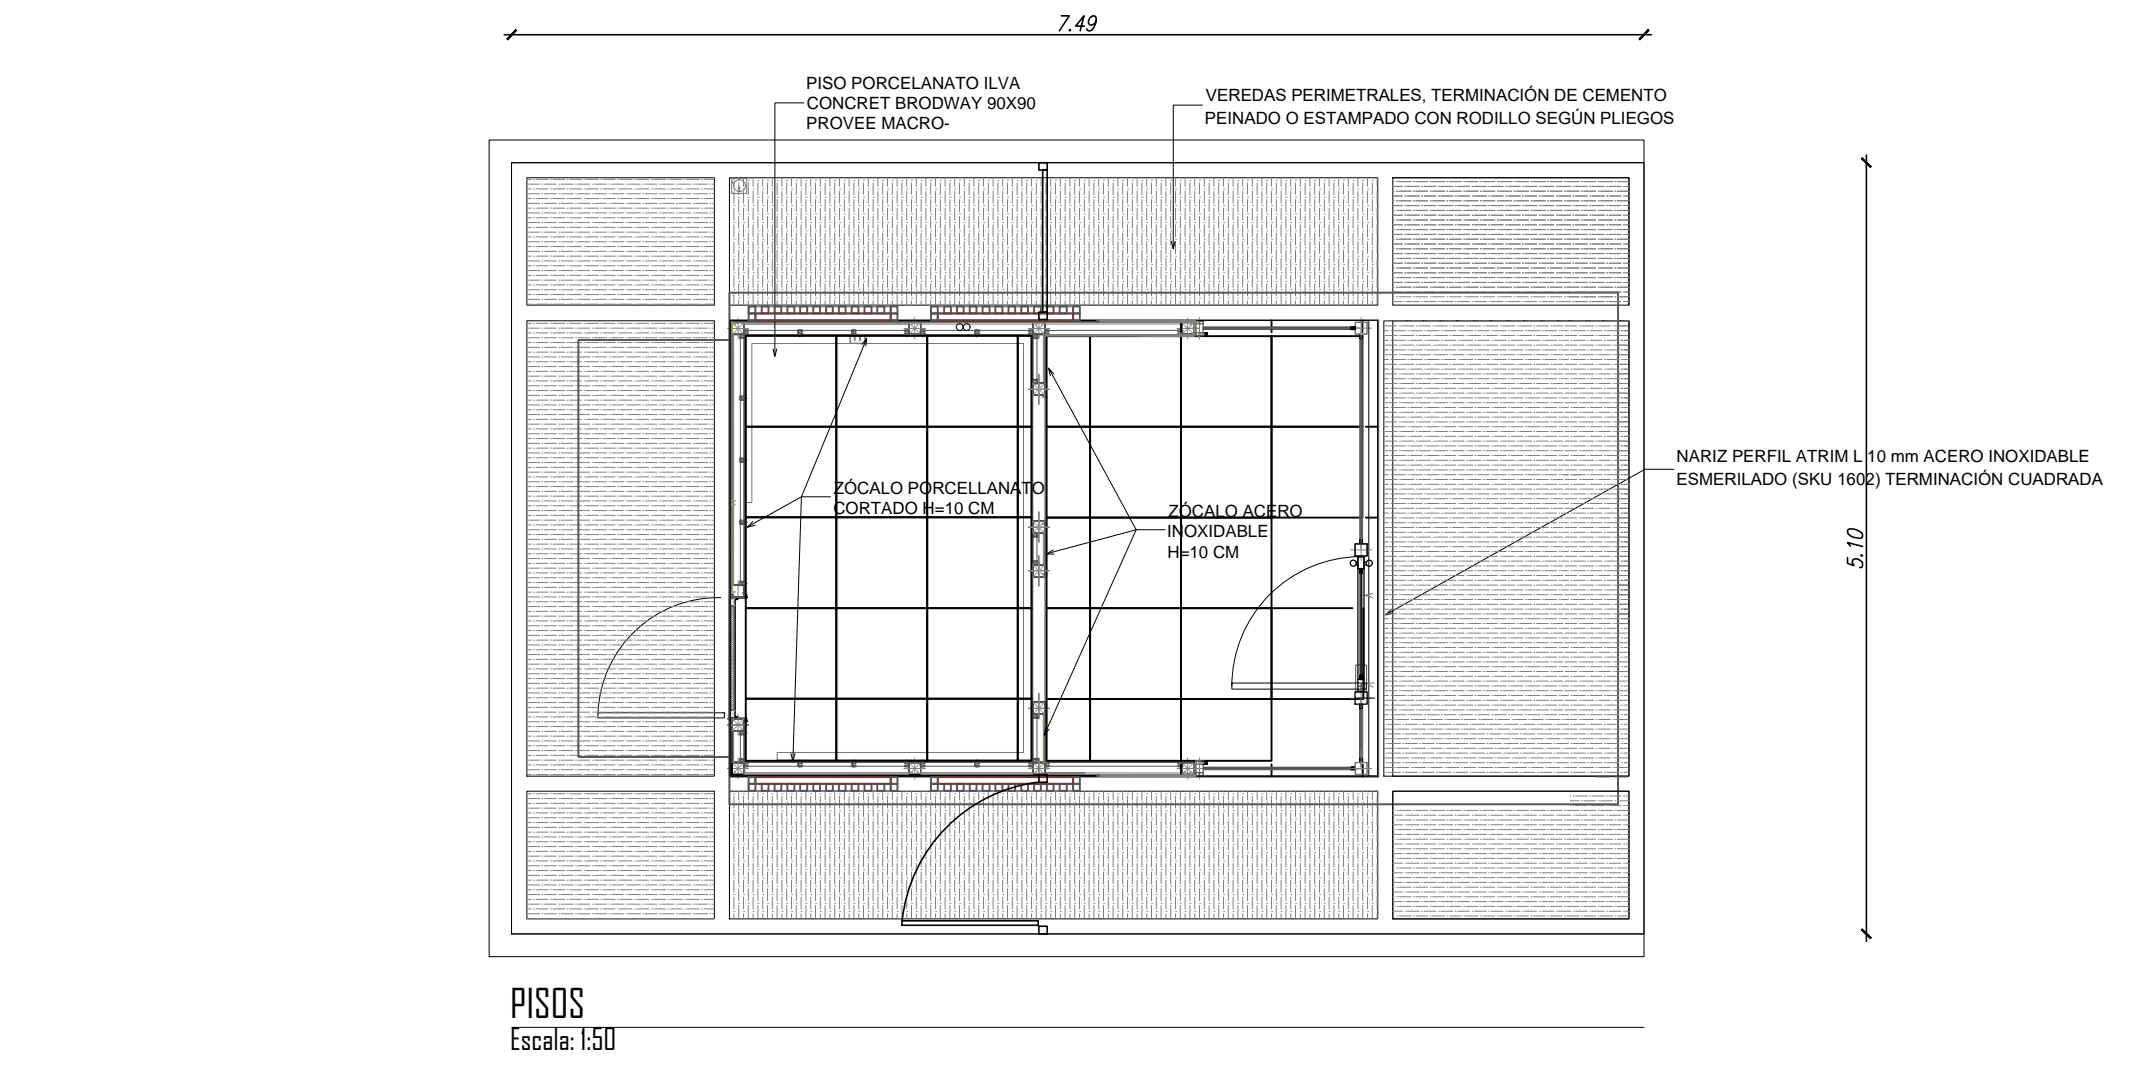 7.49
PISO PORCELANATO ILVA
CONCRET BRODWAY 90X90
PROVEE MACRO-
VEREDAS PERIMETRALES, TERMINACIÓN DE CEMENTO
PEINADO O ESTAMPADO CON RODILLO SEGÚN PLIEGOS
NARIZ PERFIL ATRIM L 10 mm ACERO INOXIDABLE
ESMERILADO (SKU 1602) TERMINACIÓN CUADRADA
ZÓCALO PORCELLANATO
CORTADO H=10 CM
ZÓCALO ACERO
INOXIDABLE
H=10 CM
5.10
PISOS
Escala: 1:50